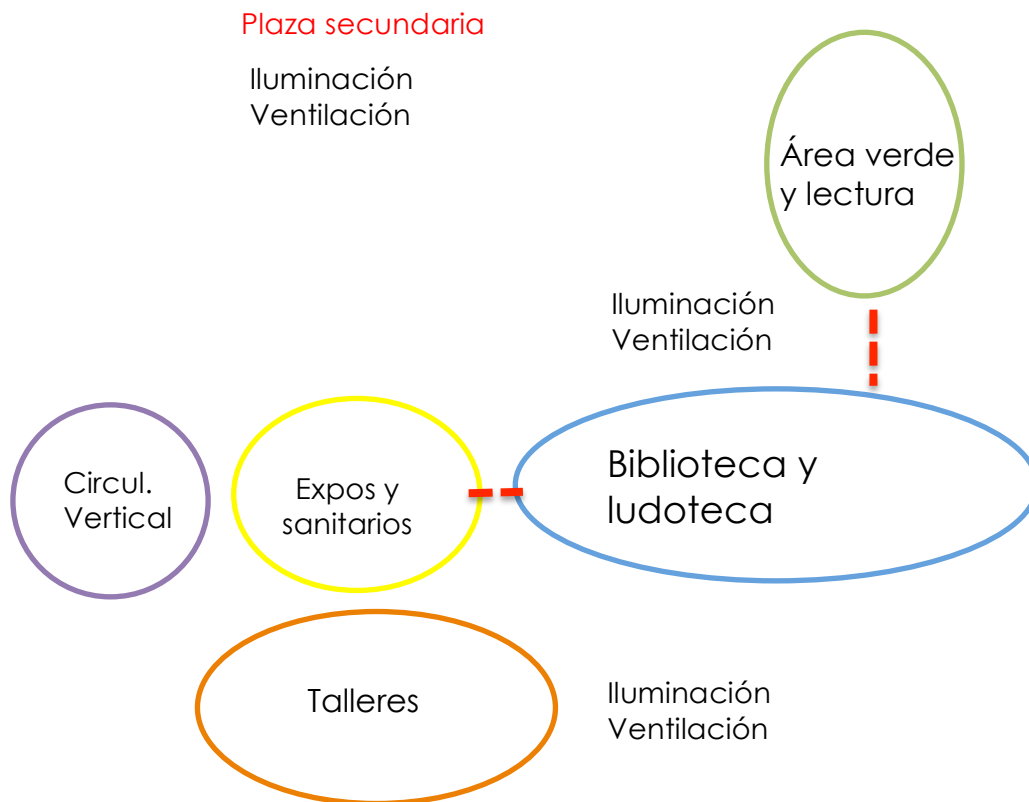 Plaza secundaria
Iluminación
Ventilación
Área verde
y lectura
Iluminación
Ventilación
Circul.
Vertical
Expos y
sanitarios
Biblioteca y
ludoteca
Talleres
Iluminación
Ventilación